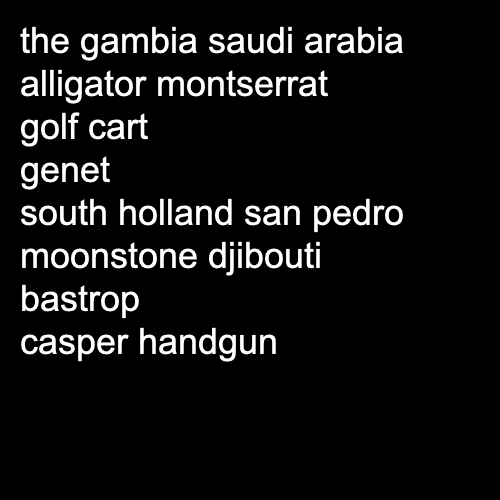 the gambia saudi arabia
alligator montserrat
golf cart
genet
south holland san pedro
moonstone djibouti
bastrop
casper handgun